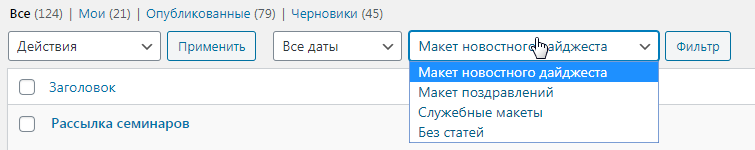 Все (124) | Мои (21) | Опубликованные (79) | Черновики (45)
Действия Применить Все даты Макет новостного дайджеста Фильтр
Макет новостного дайджеста
Заголовок
Макет поздравлений
Служебные макеты
Рассылка семинаров
Без статей